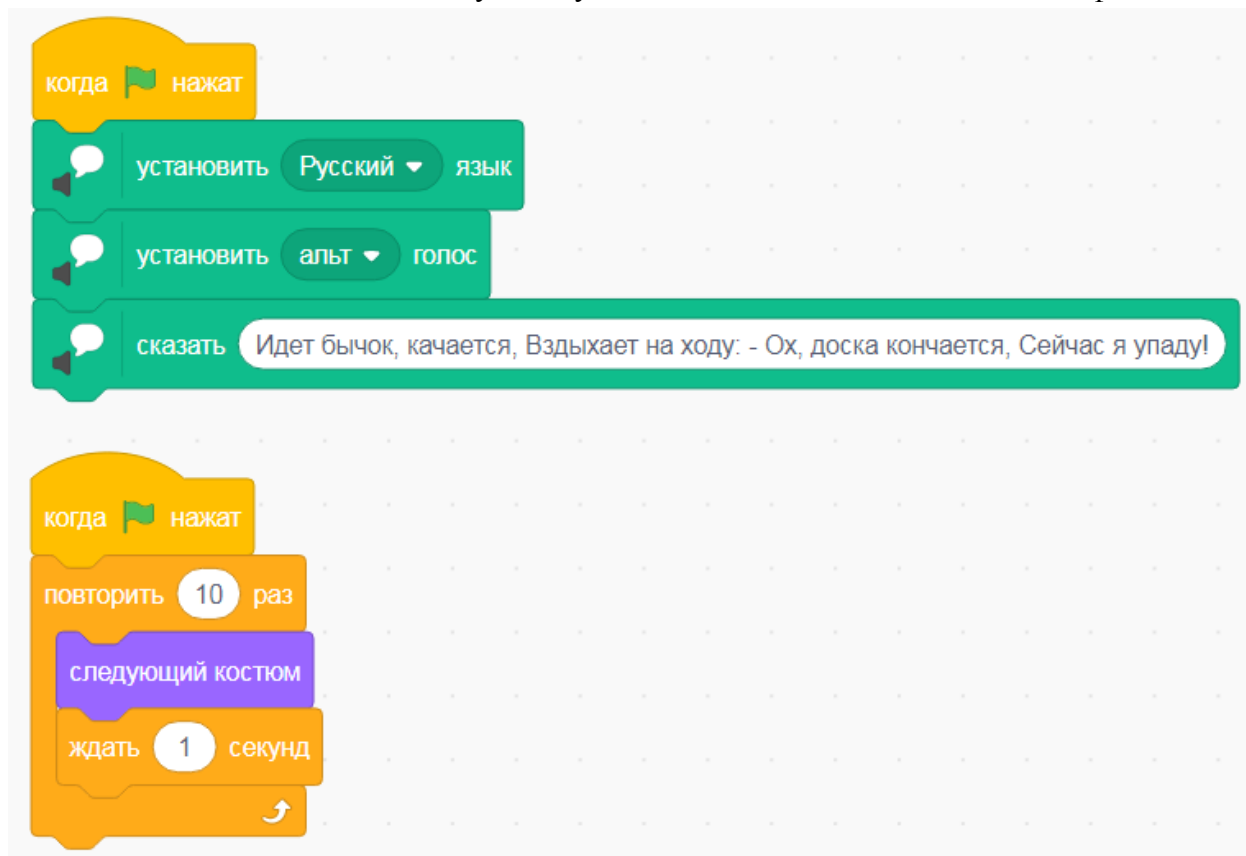 когда нажат
установить Русский язык
установить альт голос
сказать Идет бычок, качается, Вздыхает на ходу: - Ох, доска кончается, Сейчас я упаду!
когда нажат
повторить 10 раз
следующий костюм
ждать 1 секунд